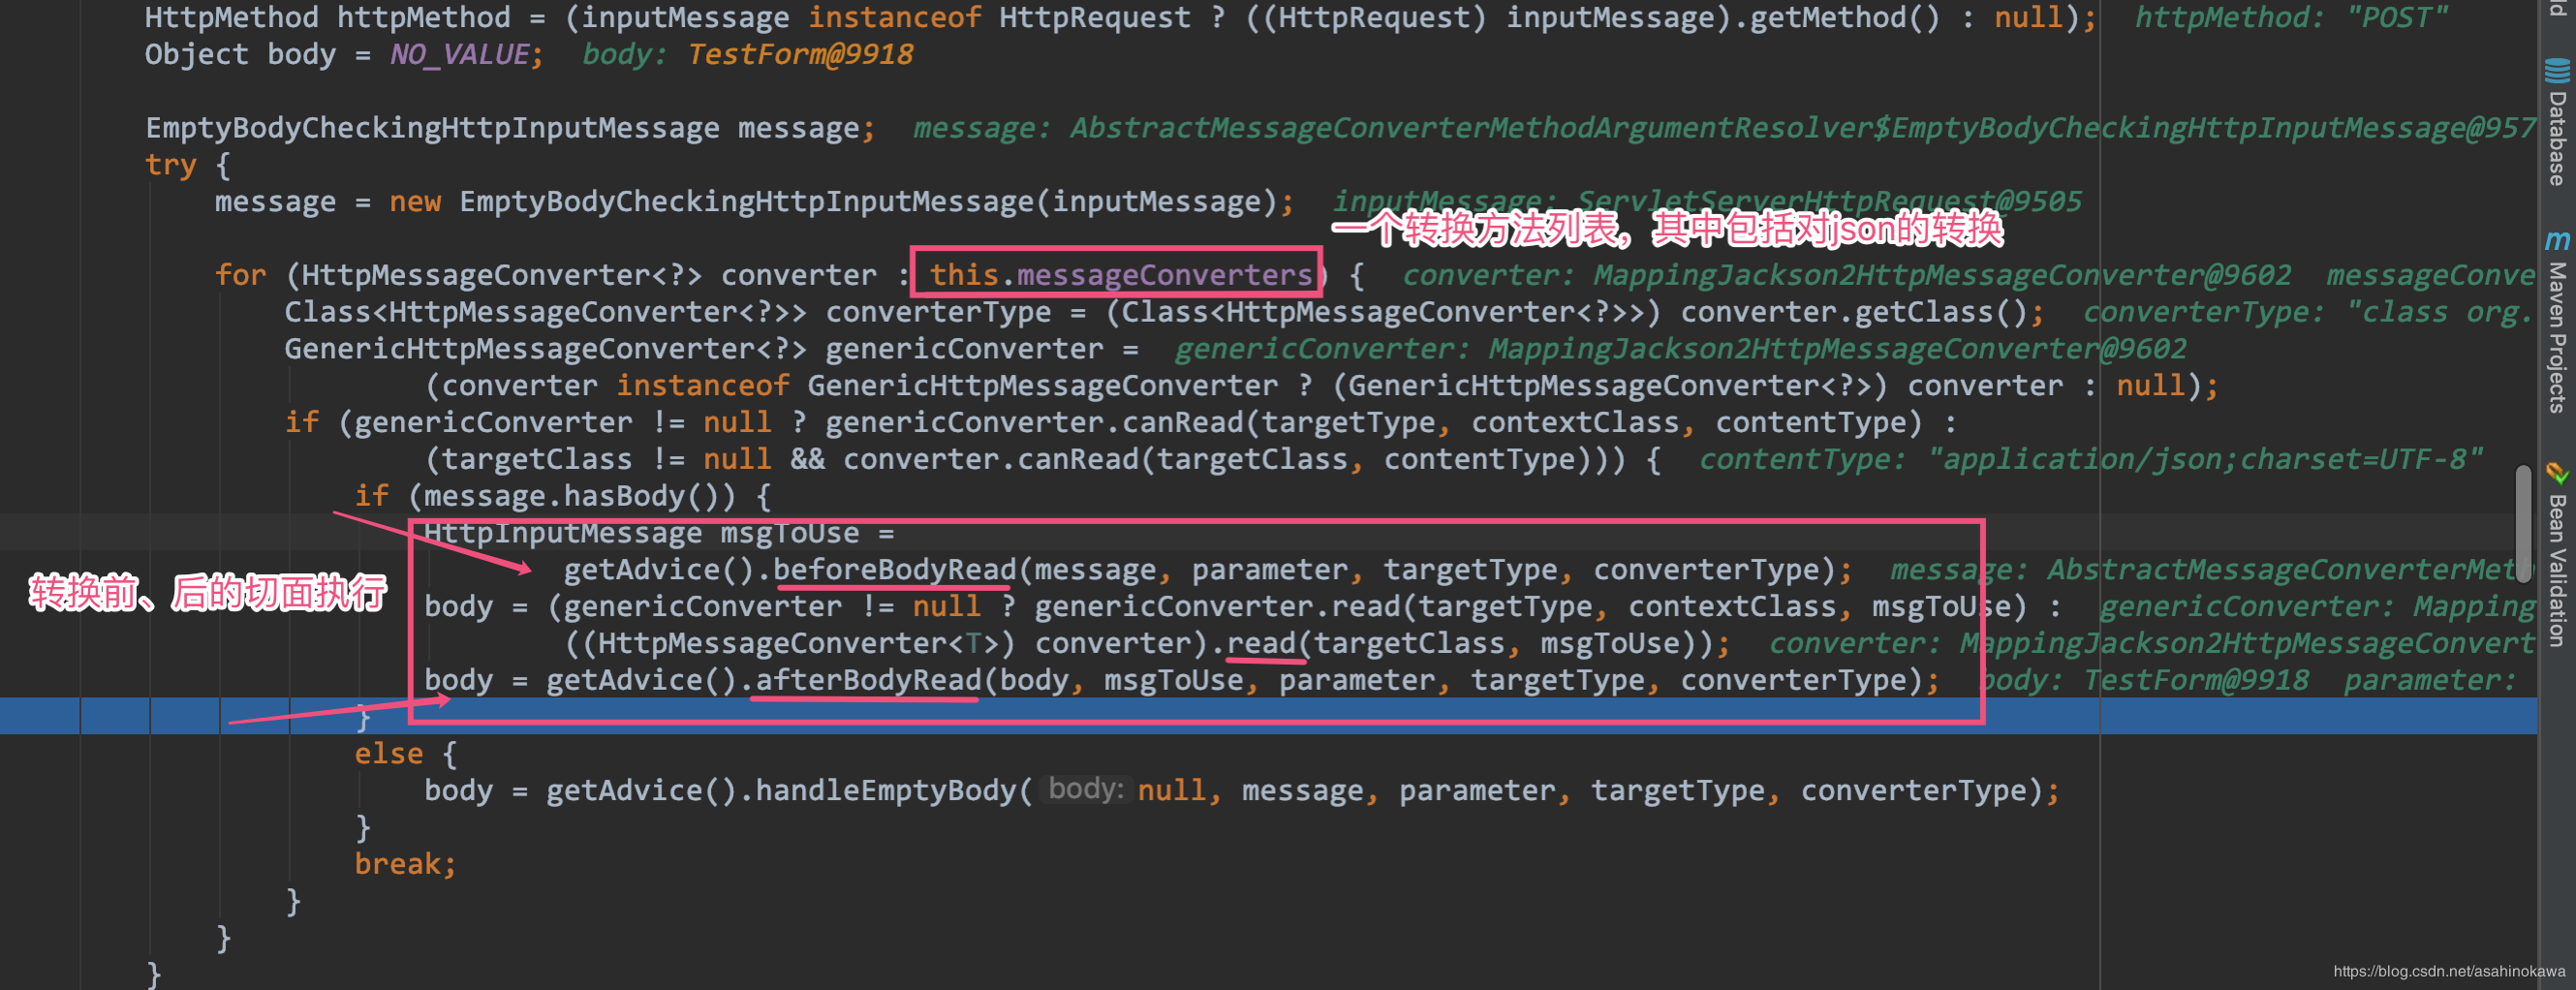 HttpMethod httpMethod = (inputMessage instanceof HttpRequest ? ((HttpRequest) inputMessage).getMethod() : null); httpMethod: "POST"
Object body = NO_VALUE; body: TestForm@9918
EmptyBodyCheckingHttpInputMessage message; message: AbstractMessageConverterMethodArgumentResolver$EmptyBodyCheckingHttpInputMessage@957
try {
message = new EmptyBodyCheckingHttpInputMessage(inputMessage); inputMessage: ServletServerHttpRequest@9505
一个转换方法列表，其中包括对json的转换
for (HttpMessageConverter<?> converter : this.messageConverters) { converter: MappingJackson2HttpMessageConverter@9602 messageConve
Class<HttpMessageConverter<?>> converterType = (Class<HttpMessageConverter<?>>) converter.getClass(); converterType: "class org.
GenericHttpMessageConverter<?> genericConverter = genericConverter: MappingJackson2HttpMessageConverter@9602
(converter instanceof GenericHttpMessageConverter ? (GenericHttpMessageConverter<?>) converter : null);
if (genericConverter != null ? genericConverter.canRead(targetType, contextClass, contentType) :
(targetClass != null && converter.canRead(targetClass, contentType))) { contentType: "application/json;charset=UTF-8"
if (message.hasBody()) {
HttpInputMessage msgToUse =
getAdvice().beforeBodyRead(message, parameter, targetType, converterType); message: AbstractMessageConverterMeth
转换前、后的切面执行
body = (genericConverter != null ? genericConverter.read(targetType, contextClass, msgToUse) : genericConverter: Mapping
((HttpMessageConverter<T>) converter).read(targetClass, msgToUse)); converter: MappingJackson2HttpMessageConvert
body = getAdvice().afterBodyRead(body, msgToUse, parameter, targetType, converterType); body: TestForm@9918 parameter:
}
else {
body = getAdvice().handleEmptyBody( body: null, message, parameter, targetType, converterType);
}
break;
}
}
}
Database
m Maven Projects
Bean Validation
https://blog.csdn.net/asahinokawa